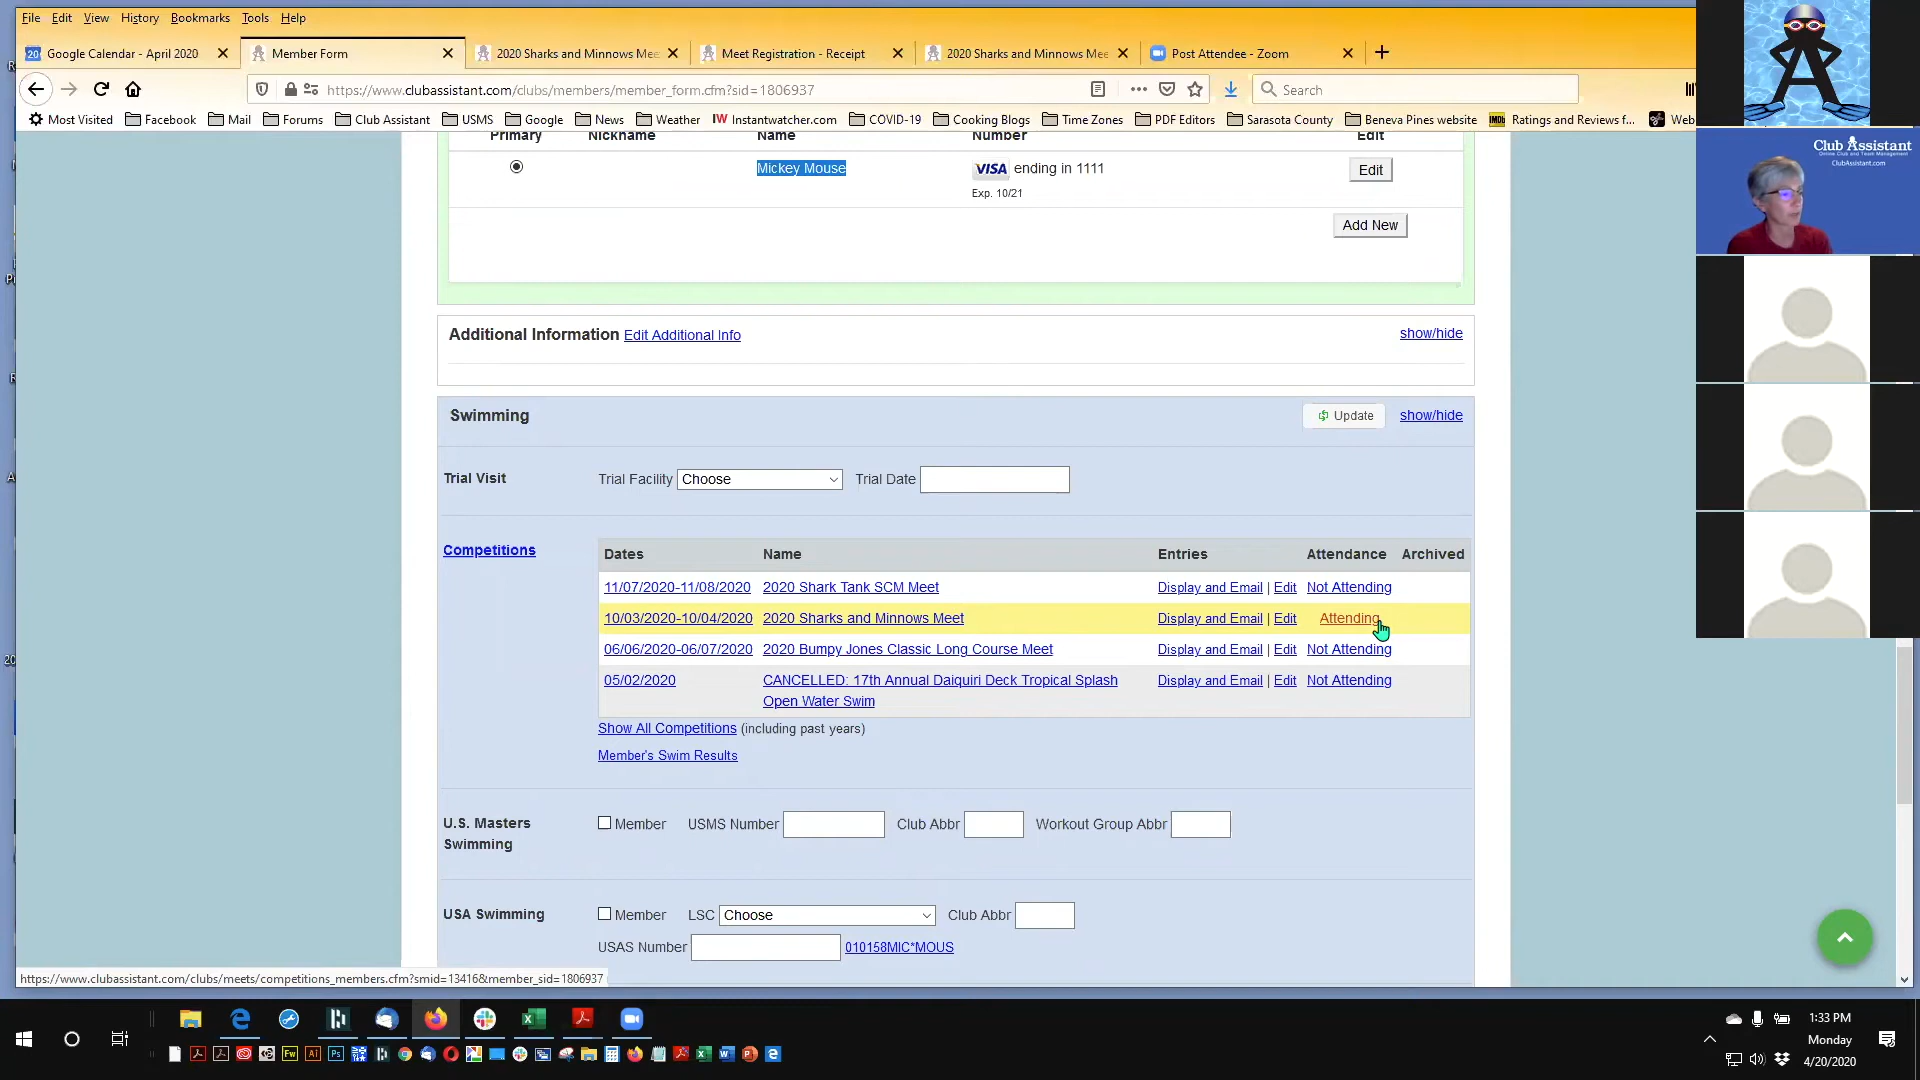 File Edit View History Bookmarks Tools Help
Google Calendar - April 2020
Member Form
2020 Sharks and Minnows Mee
Meet Registration - Receipt
2020 Sharks and Minnows Mee
Post Attendee - Zoom
https://www.clubassistant.com/clubs/members/member_form.cfm?sid=1806937
Search
Most Visited Facebook Mail Forums Club Assistant USMS Google News Weather Instantwatcher.com COVID-19 Cooking Blogs Time Zones PDF Editors Sarasota County Beneva Pines website Ratings and Reviews f... Web
Club Assistant
Online Club and Team Management
ClubAssistant.com
Primary Nickname Name Number Edit
Mickey Mouse VISA ending in 1111 Edit
Exp. 10/21
Add New
Additional Information Edit Additional Info show/hide
Swimming Update show/hide
Trial Visit Trial Facility Choose Trial Date
Competitions Dates Name Entries Attendance Archived
11/07/2020-11/08/2020 2020 Shark Tank SCM Meet Display and Email | Edit Not Attending
10/03/2020-10/04/2020 2020 Sharks and Minnows Meet Display and Email | Edit Attending
06/06/2020-06/07/2020 2020 Bumpy Jones Classic Long Course Meet Display and Email | Edit Not Attending
05/02/2020 CANCELLED: 17th Annual Daiquiri Deck Tropical Splash Display and Email | Edit Not Attending
Open Water Swim
Show All Competitions (including past years)
Member's Swim Results
U.S. Masters Member USMS Number Club Abbr Workout Group Abbr
Swimming
USA Swimming Member LSC Choose Club Abbr
USAS Number 010158MIC*MOUS
https://www.clubassistant.com/clubs/meets/competitions_members.cfm?smid=13416&member_sid=1806937
1:33 PM
Monday
4/20/2020